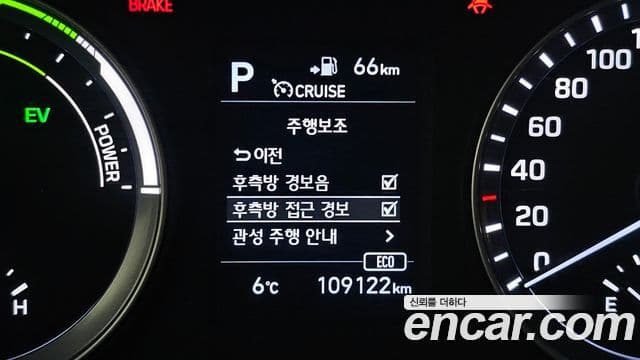 BRAKE
P 66km
CRUISE
주행보조
이전
후측방 경보음
후측방 접근 경보
관성 주행 안내
ECO
6℃ 109122km
EV
POWER
H
100
80
60
40
20
0
E
신뢰를 더하다
encar.com